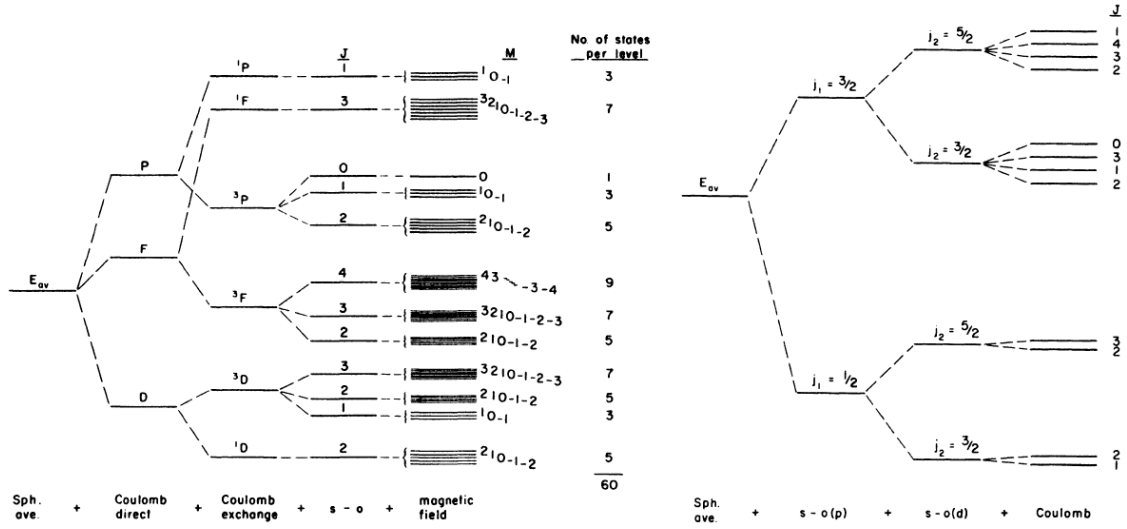 J
M
No. of states
per level
¹P 1 1 0 -1 3
¹F 3 3 2 1 0 -1 -2 -3 7
P
0 0 1
³P 1 1 0 -1 3
2 2 1 0 -1 -2 5
F
E_av
4 4 3 -3 -4 9
³F 3 3 2 1 0 -1 -2 -3 7
2 2 1 0 -1 -2 5
3 3 2 1 0 -1 -2 -3 7
³D 2 2 1 0 -1 -2 5
D
1 1 0 -1 3
¹D 2 2 1 0 -1 -2 5
60
Sph. ave. + Coulomb direct + Coulomb exchange + s - o + magnetic field
J
j₂ = 5/2
1
4
3
2
j₁ = 3/2
j₂ = 3/2
0
3
1
2
E_av
j₂ = 5/2
3
2
j₁ = 1/2
j₂ = 3/2
2
1
Sph. ave. + s - o(p) + s - o(d) + Coulomb